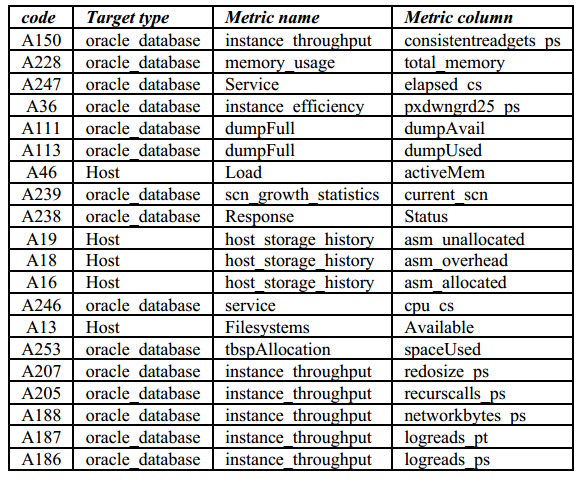 code Target type Metric name Metric column
A150 oracle_database instance_throughput consistentreadgets_ps
A228 oracle_database memory_usage total_memory
A247 oracle_database Service elapsed_cs
A36 oracle_database instance_efficiency pxdwngrd25_ps
A111 oracle_database dumpFull dumpAvail
A113 oracle_database dumpFull dumpUsed
A46 Host Load activeMem
A239 oracle_database scn_growth_statistics current_scn
A238 oracle_database Response Status
A19 Host host_storage_history asm_unallocated
A18 Host host_storage_history asm_overhead
A16 Host host_storage_history asm_allocated
A246 oracle_database service cpu_cs
A13 Host Filesystems Available
A253 oracle_database tbspAllocation spaceUsed
A207 oracle_database instance_throughput redosize_ps
A205 oracle_database instance_throughput recurscalls_ps
A188 oracle_database instance_throughput networkbytes_ps
A187 oracle_database instance_throughput logreads_pt
A186 oracle_database instance_throughput logreads_ps